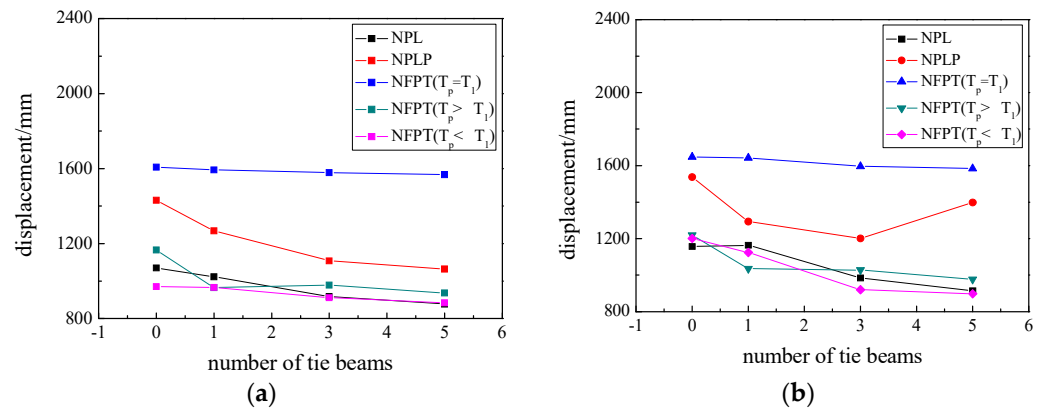 2400
2000
1600
1200
800
displacement/mm
NPL
NPLP
NFPT(Tp=T1)
NFPT(Tp> T1)
NFPT(Tp< T1)
-1 0 1 2 3 4 5 6
number of tie beams
(a)
2400
2000
1600
1200
800
displacement/mm
NPL
NPLP
NFPT(Tp=T1)
NFPT(Tp> T1)
NFPT(Tp< T1)
-1 0 1 2 3 4 5 6
number of tie beams
(b)